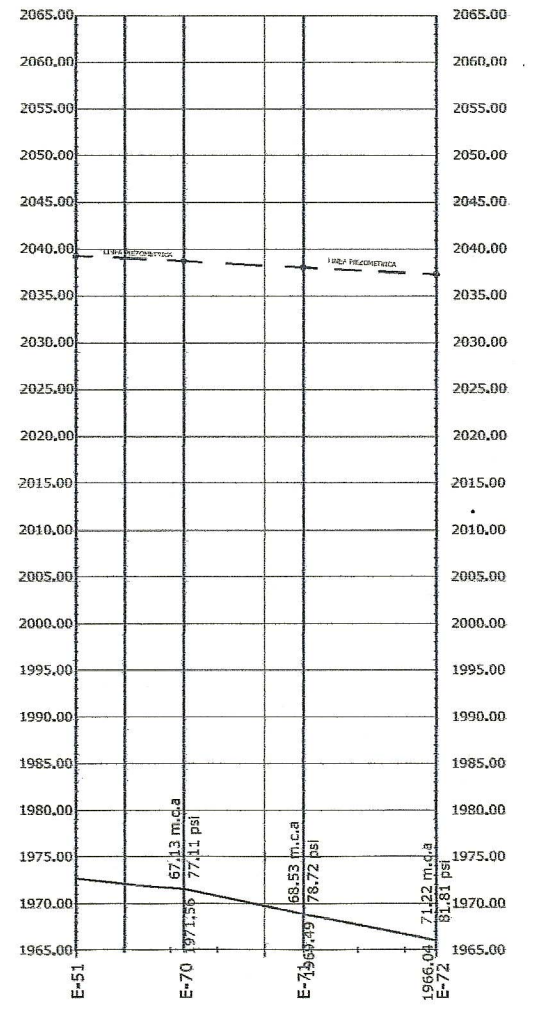 2065.00 2065.00
2060.00 2060.00
2055.00 2055.00
2050.00 2050.00
2045.00 2045.00
2040.00 2040.00
LINEA PIEZOMETRICA
LINEA PIEZOMETRICA
2035.00 2035.00
2030.00 2030.00
2025.00 2025.00
2020.00 2020.00
2015.00 2015.00
2010.00 2010.00
2005.00 2005.00
2000.00 2000.00
1995.00 1995.00
1990.00 1990.00
1985.00 1985.00
1980.00 1980.00
1975.00 1975.00
1970.00 1970.00
1965.00 1965.00
67.13 m.c.a
77.11 psi
68.53 m.c.a
78.72 psi
71.22 m.c.a
81.81 psi
1971.56
1969.49
1966.04
E-51
E-70
E-71
E-72